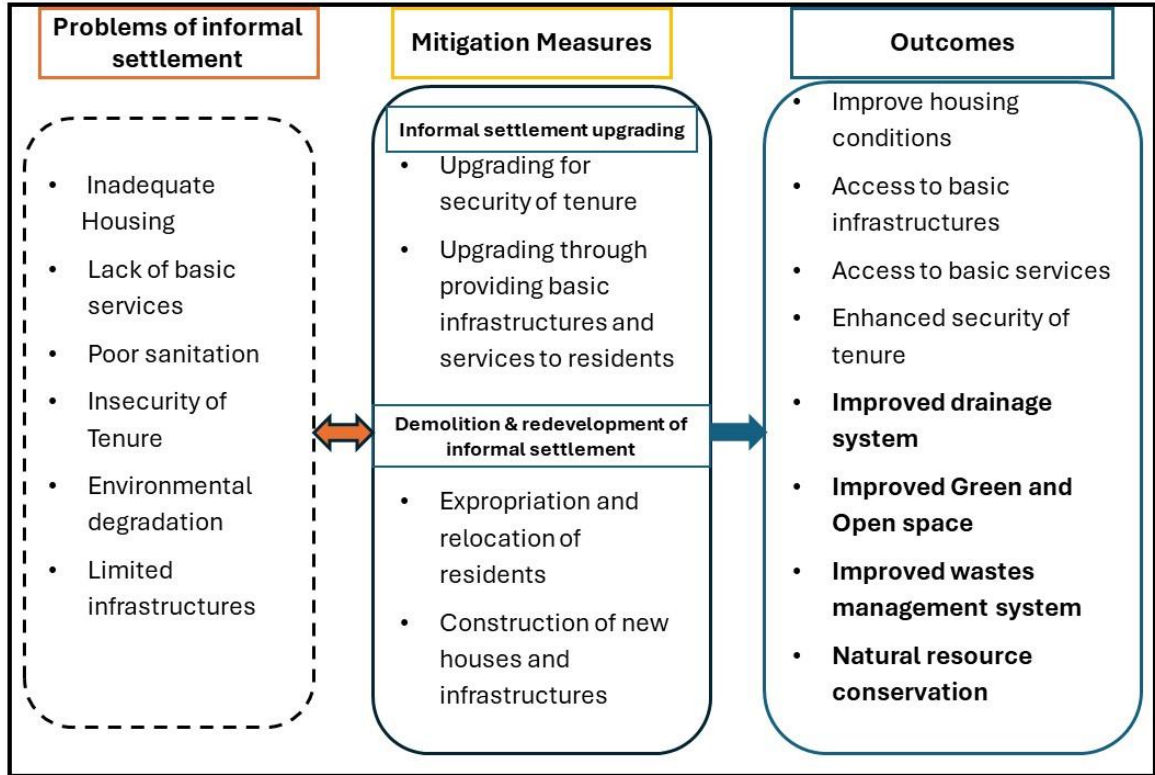 Problems of informal
settlement
• Inadequate
Housing
• Lack of basic
services
• Poor sanitation
• Insecurity of
Tenure
• Environmental
degradation
• Limited
infrastructures
Mitigation Measures
Informal settlement upgrading
• Upgrading for
security of tenure
• Upgrading through
providing basic
infrastructures and
services to residents
Demolition & redevelopment of
informal settlement
• Expropriation and
relocation of
residents
• Construction of new
houses and
infrastructures
Outcomes
• Improve housing
conditions
• Access to basic
infrastructures
• Access to basic services
• Enhanced security of
tenure
• Improved drainage
system
• Improved Green and
Open space
• Improved wastes
management system
• Natural resource
conservation